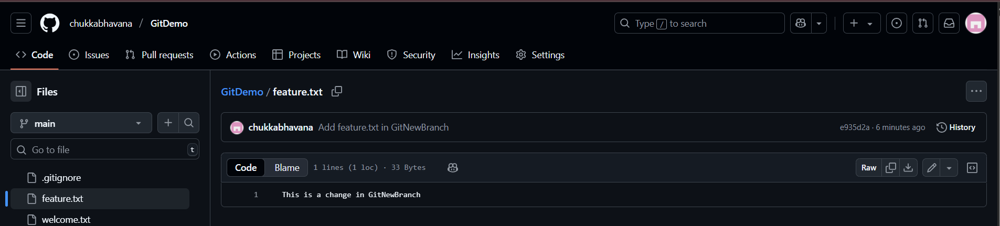 chukkabhavana / GitDemo
Type / to search
Code Issues Pull requests Actions Projects Wiki Security Insights Settings
Files
main
Go to file t
.gitignore
feature.txt
welcome.txt
GitDemo / feature.txt
chukkabhavana Add feature.txt in GitNewBranch e935d2a · 6 minutes ago History
Code Blame 1 lines (1 loc) · 33 Bytes Raw
1 This is a change in GitNewBranch